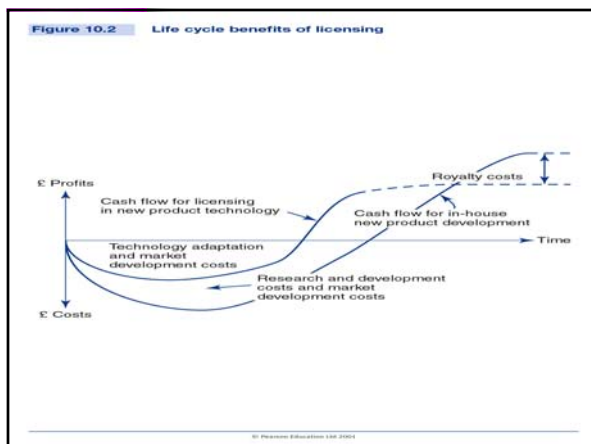 Figure 10.2 Life cycle benefits of licensing
Royalty costs
£ Profits
Cash flow for licensing
in new product technology
Cash flow for in-house
new product development
Time
Technology adaptation
and market
development costs
Research and development
costs and market
development costs
£ Costs
© Pearson Education Ltd 2003